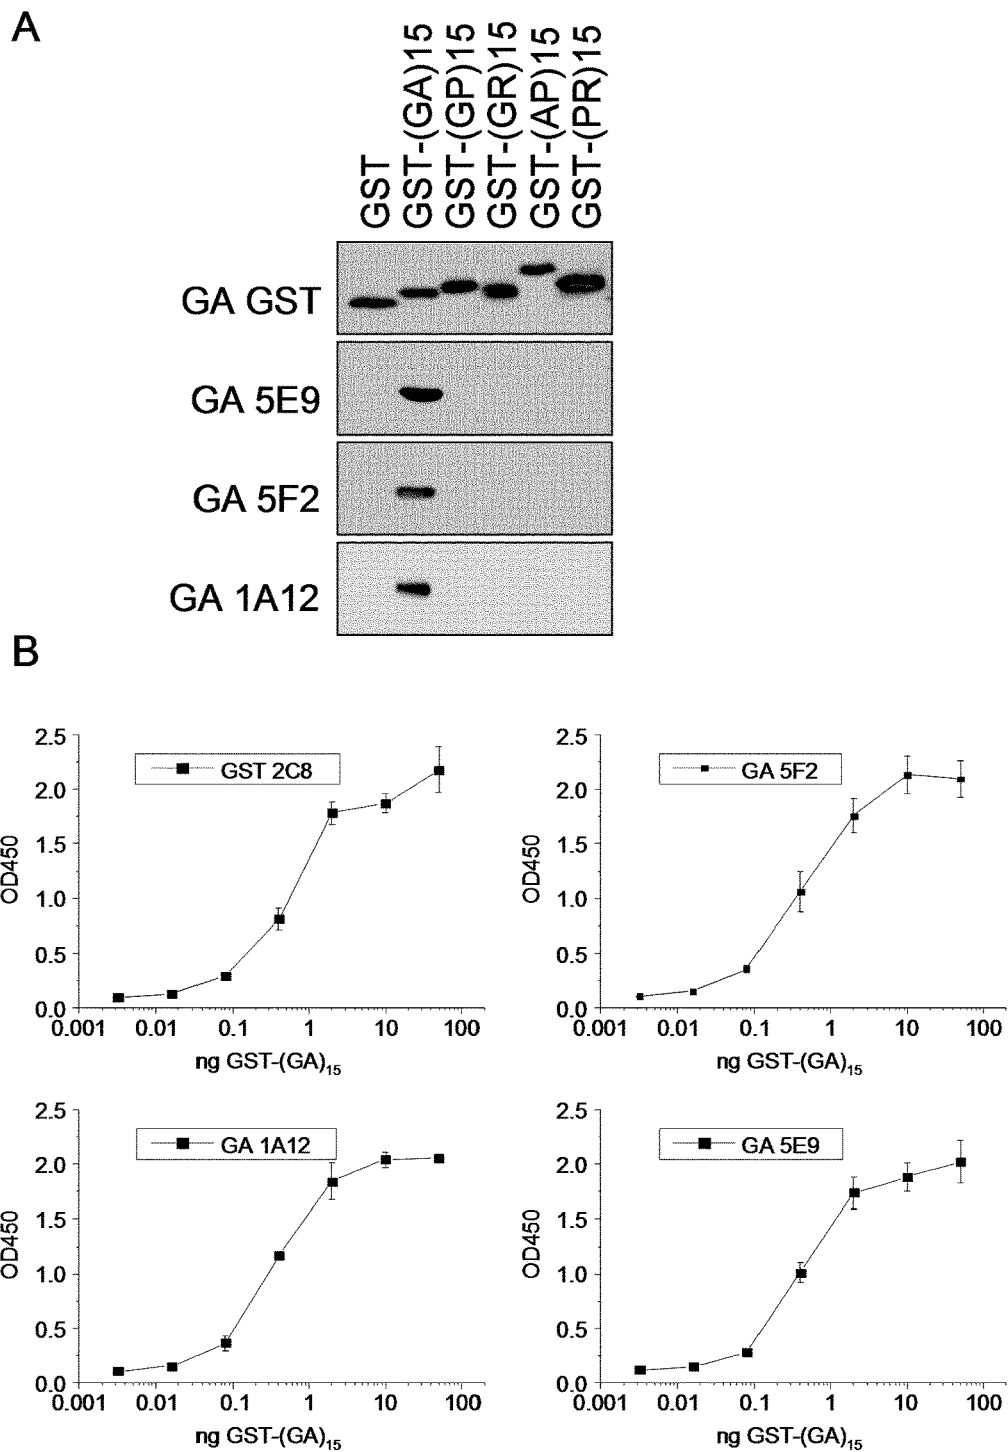 A
GST
GST-(GA)15
GST-(GP)15
GST-(GR)15
GST-(AP)15
GST-(PR)15
GA GST
GA 5E9
GA 5F2
GA 1A12
B
GST 2C8
OD450
2.5
2.0
1.5
1.0
0.5
0.0
0.001 0.01 0.1 1 10 100
ng GST-(GA)15
GA 5F2
OD450
2.5
2.0
1.5
1.0
0.5
0.0
0.001 0.01 0.1 1 10 100
ng GST-(GA)15
GA 1A12
OD450
2.5
2.0
1.5
1.0
0.5
0.0
0.001 0.01 0.1 1 10 100
ng GST-(GA)15
GA 5E9
OD450
2.5
2.0
1.5
1.0
0.5
0.0
0.001 0.01 0.1 1 10 100
ng GST-(GA)15